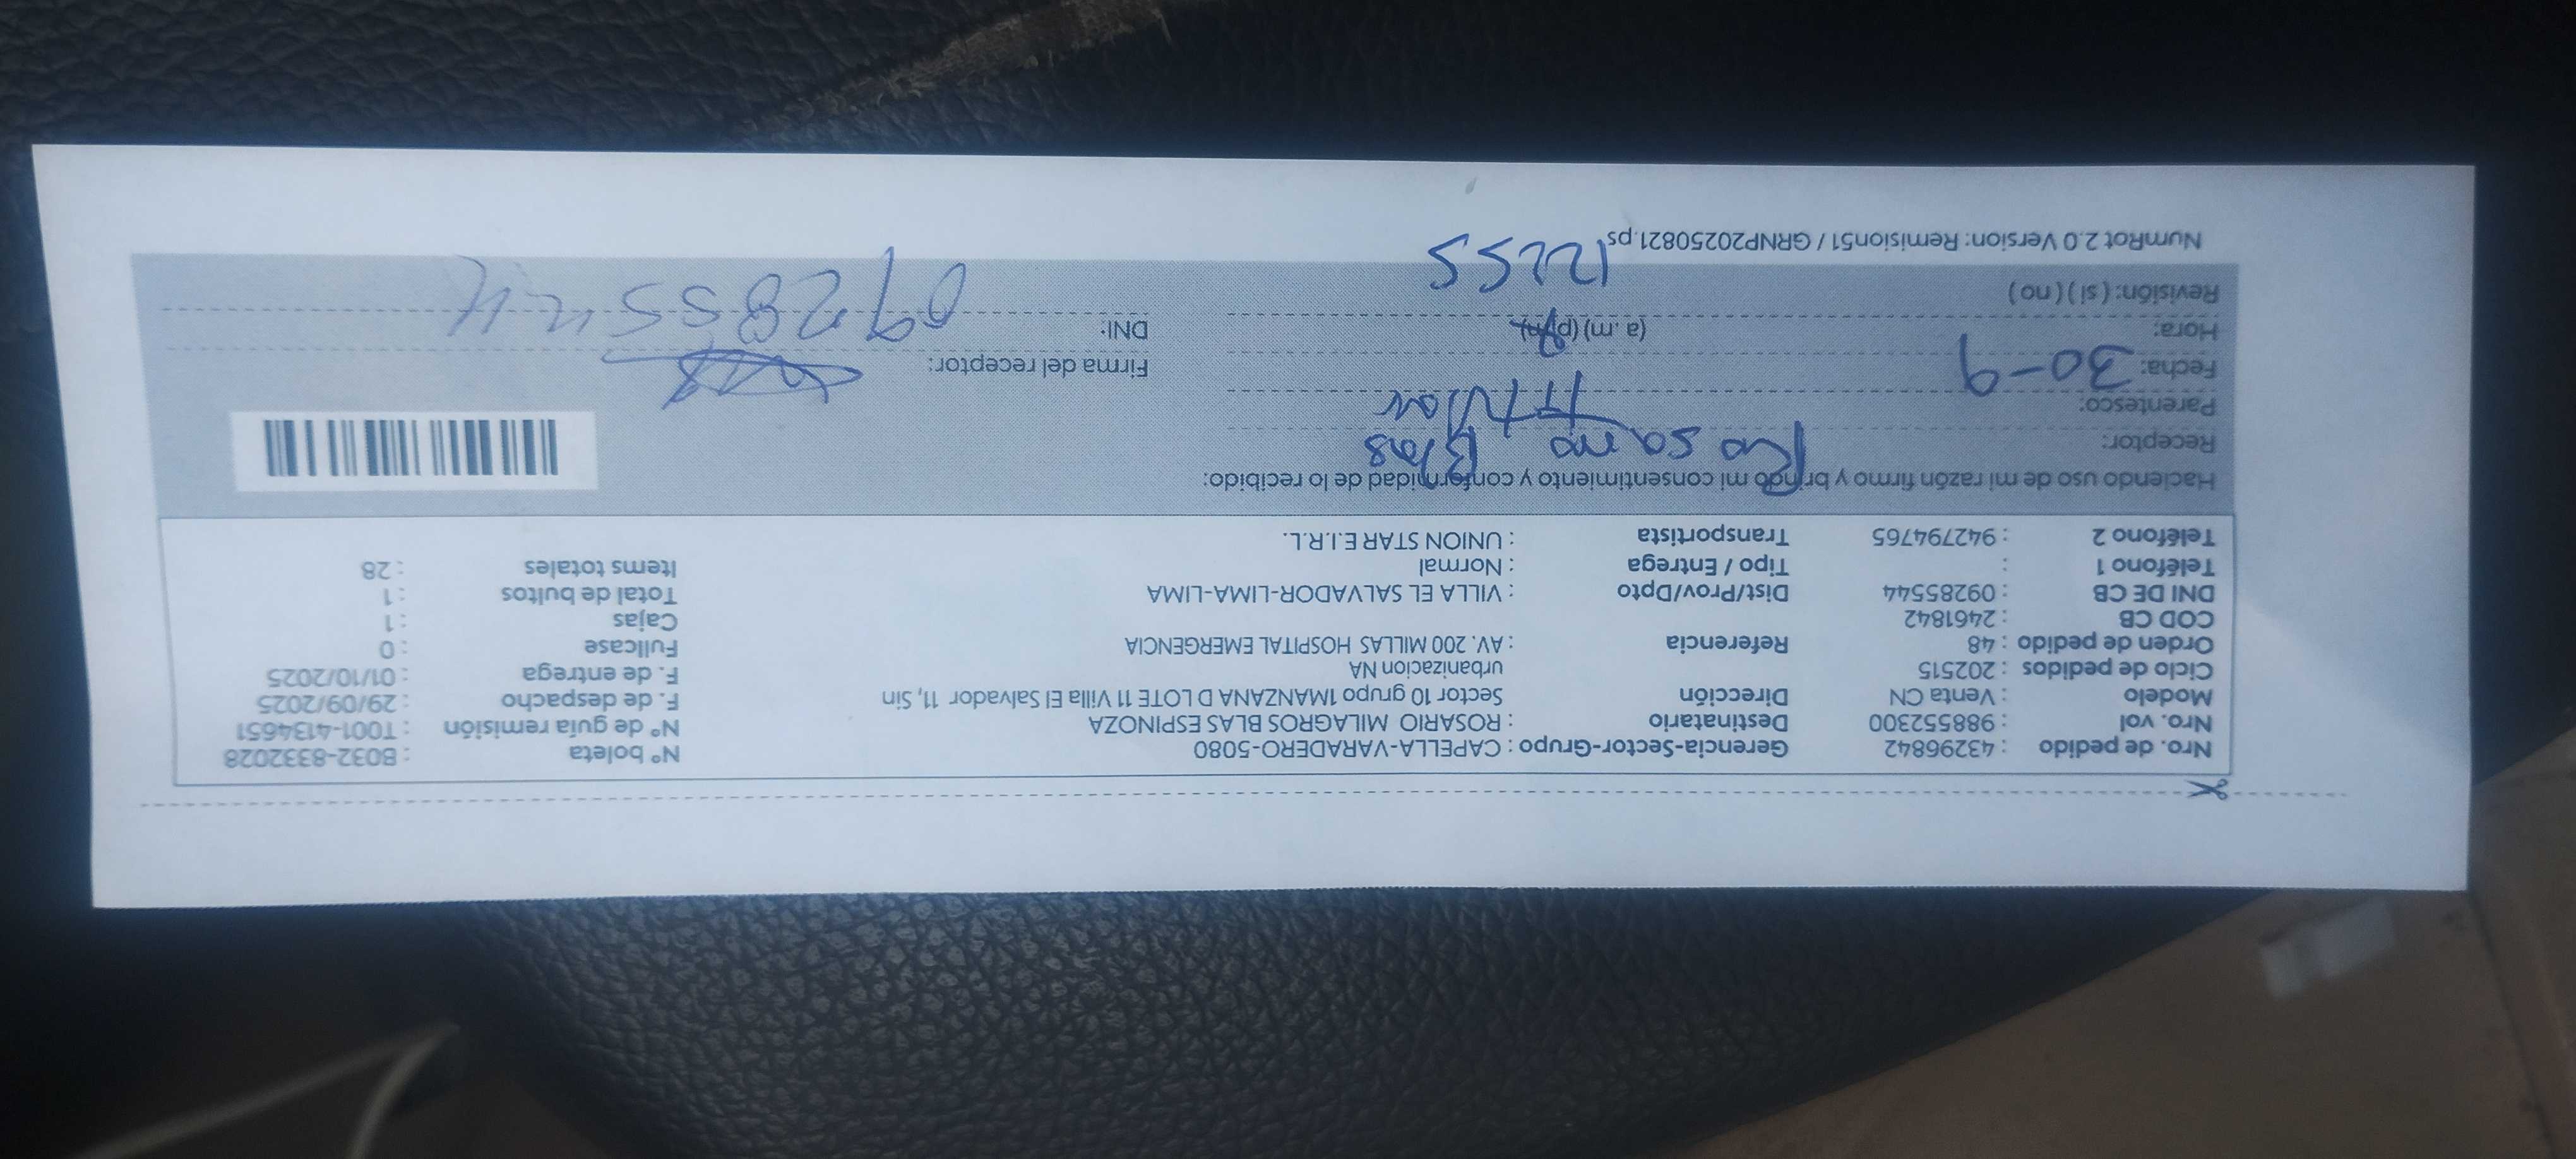 Nro. de pedido : 43296842 Gerencia-Sector-Grupo : CAPELLA-VARADERO-5080 N° boleta : B032-8332028
Nro. vol : 988552300 Destinatario : ROSARIO MILAGROS BLAS ESPINOZA N° de guía remisión : T001-4134651
Modelo : Venta CN Dirección Sector 10 grupo 1MANZANA D LOTE 11 Villa El Salvador 11, Sin F. de despacho : 29/09/2025
Ciclo de pedidos : 202515 urbanizacion NA F. de entrega : 01/10/2025
Orden de pedido : 48 Referencia : AV. 200 MILLAS HOSPITAL EMERGENCIA Fullcase : 0
COD CB : 2461842 Cajas : 1
DNI DE CB : 09285544 Dist/Prov/Dpto : VILLA EL SALVADOR-LIMA-LIMA Total de bultos : 1
Teléfono 1 : Tipo / Entrega : Normal Items totales : 28
Teléfono 2 : 942794765 Transportista : UNION STAR E.I.R.L.
Haciendo uso de mi razón firmo y brindo mi consentimiento y conformidad de lo recibido:
Receptor: Rosario Blas
Parentesco: Titular
Fecha: 30-9 Firma del receptor:
Hora: (a .m) (p.m) DNI: 09285544
Revisión: ( si ) ( no ) 1255
NumRot 2.0 Version: Remision51 / GRNP20250821.ps